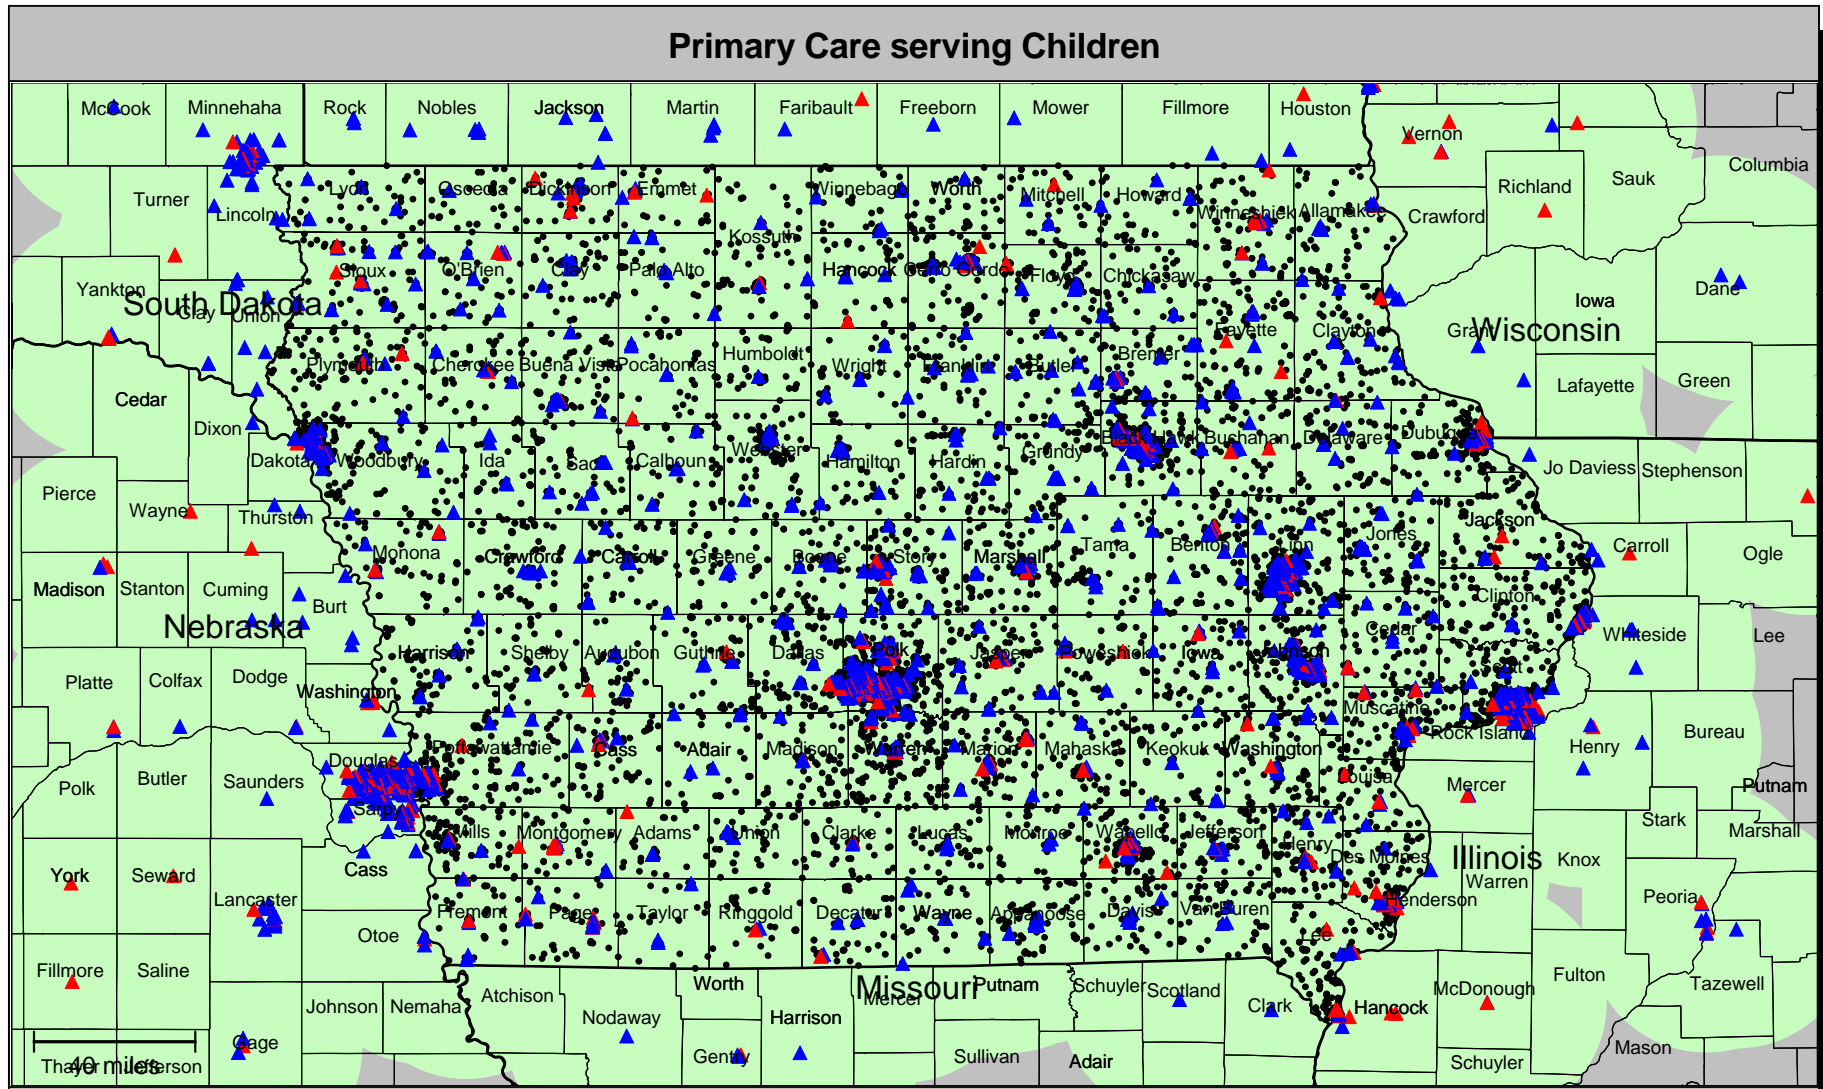 Primary Care serving Children
McCook Minnehaha Rock Nobles Jackson Martin Faribault Freeborn Mower Fillmore Houston
Vernon Columbia
Richland Sauk
Turner Lincoln Lyon Osceola Dickinson Emmet Winnebago Worth Mitchell Howard Winneshiek Allamakee Crawford
Kossuth
Yankton Clay Union Sioux O'Brien Clay Palo Alto Hancock Cerro Gordo Floyd Chickasaw Iowa Dane
South Dakota
Wisconsin
Fayette Clayton Grant
Plymouth Cherokee Buena Vista Pocahontas Humboldt Wright Franklin Butler Bremer
Cedar Lafayette Green
Dixon
Dakota Woodbury Ida Sac Calhoun Webster Hamilton Hardin Grundy Black Hawk Buchanan Delaware Dubuque
Jo Daviess Stephenson
Pierce
Wayne Thurston
Monona Crawford Carroll Greene Boone Story Marshall Tama Benton Linn Jones Jackson
Carroll Ogle
Madison Stanton Cuming
Burt Clinton
Nebraska
Whiteside Lee
Harrison Shelby Audubon Guthrie Dallas Polk Jasper Poweshiek Iowa Johnson Cedar
Scott
Platte Colfax Dodge
Washington
Muscatine
Rock Island
Pottawattamie Cass Adair Madison Warren Marion Mahaska Keokuk Washington
Henry Bureau
Douglas
Polk Butler Saunders
Louisa
Mercer Putnam
Sarpy
Mills Montgomery Adams Union Clarke Lucas Monroe Wapello Jefferson Henry
Stark Marshall
Des Moines
Illinois
Knox
Cass
York Seward
Lancaster
Warren
Henderson
Peoria
Fremont Page Taylor Ringgold Decatur Wayne Appanoose Davis Van Buren
Otoe
Lee
Fillmore Saline
Fulton
Tazewell
Worth
Missouri
Putnam
Schuyler
Scotland
McDonough
Johnson Nemaha Atchison
Mercer
Clark
Hancock
Nodaway Harrison
Gage
Gentry
Sullivan
Adair
Schuyler
Mason
Thayer
40 miles
Jefferson